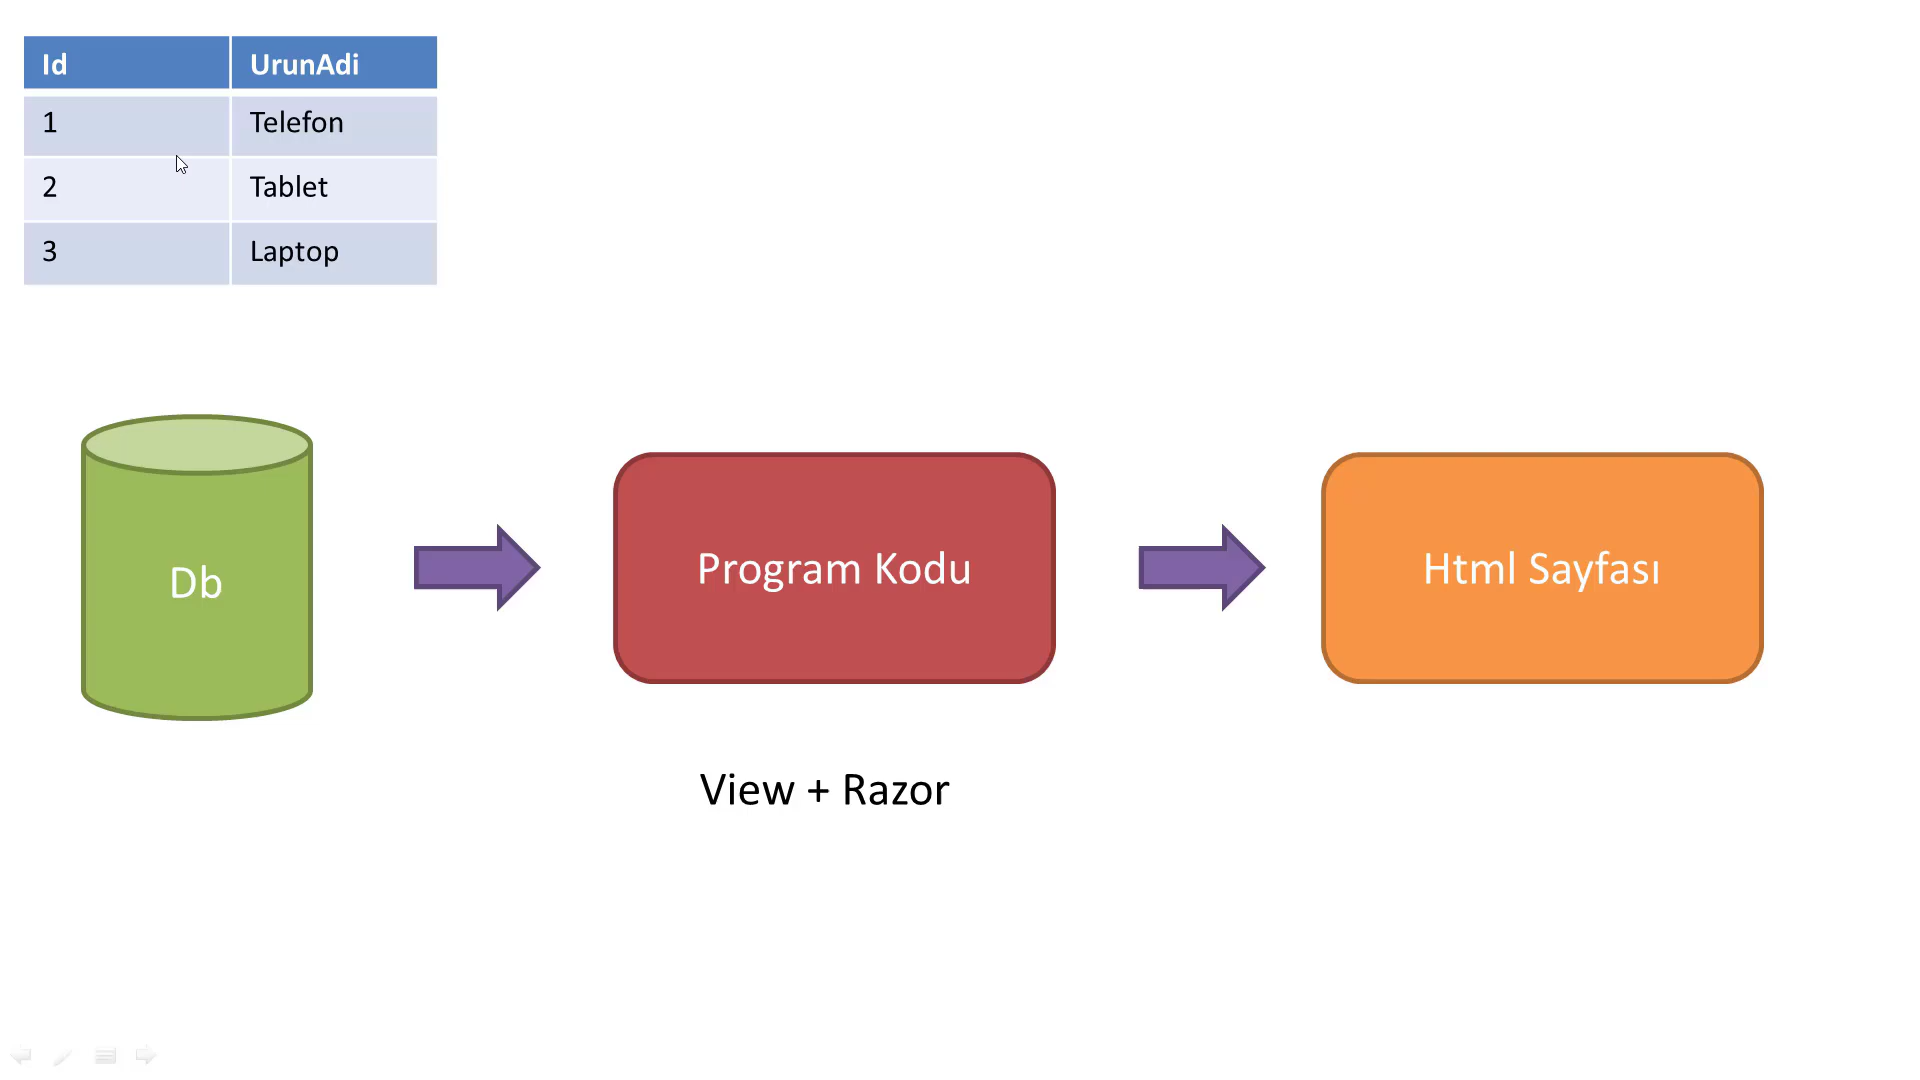 Id UrunAdi
1 Telefon
2 Tablet
3 Laptop
Db
Program Kodu
Html Sayfası
View + Razor